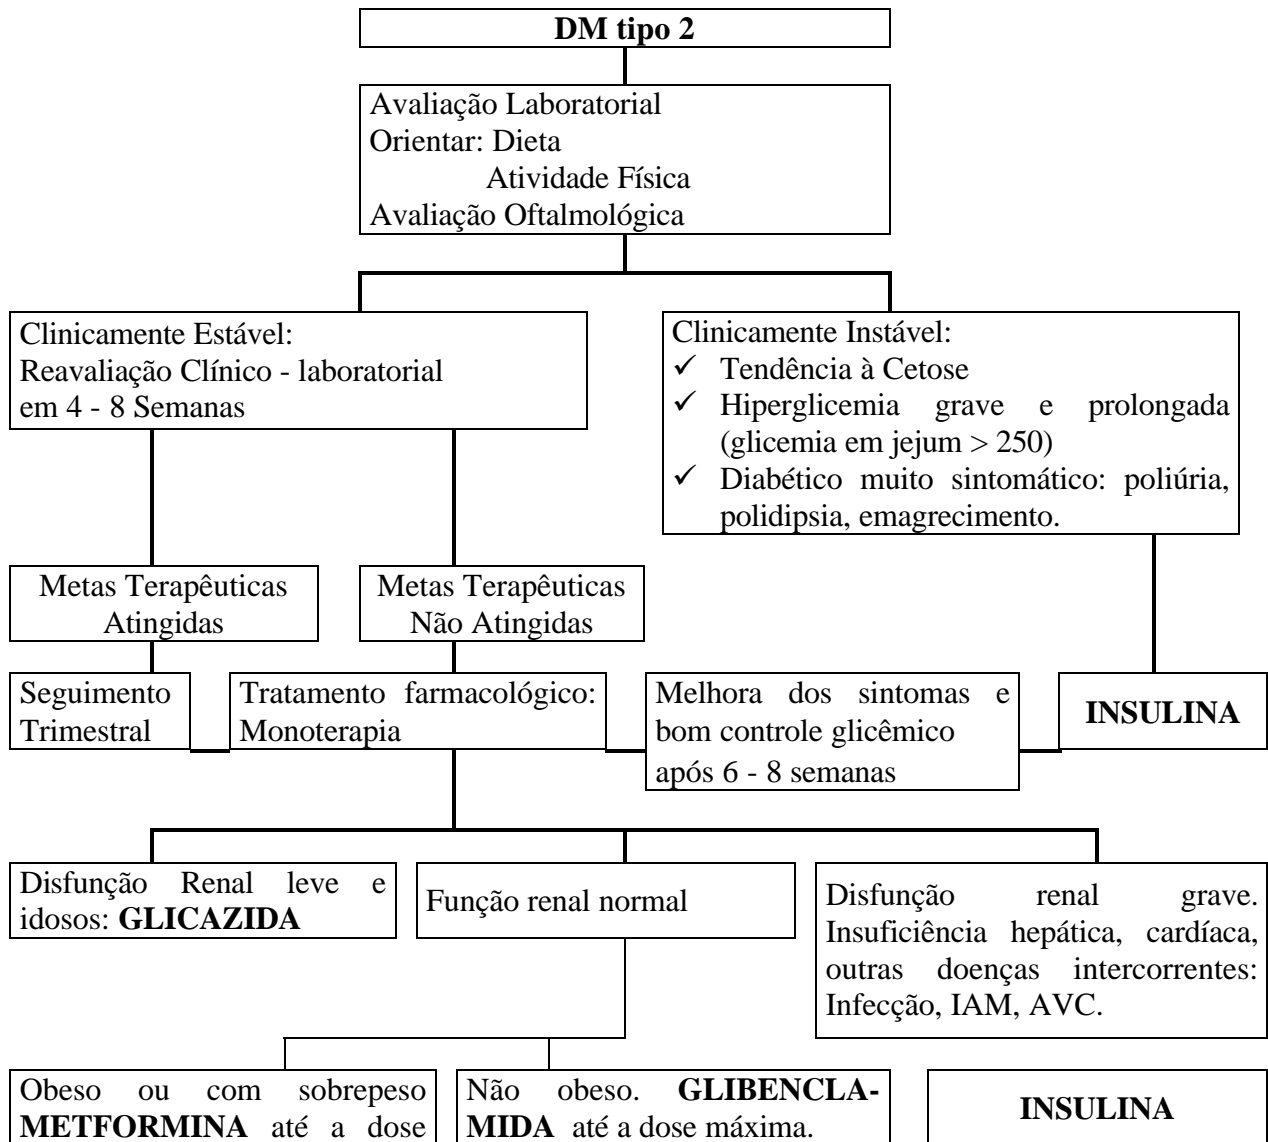 DM tipo 2
Avaliação Laboratorial
Orientar: Dieta
Atividade Física
Avaliação Oftalmológica
Clinicamente Estável:
Reavaliação Clínico - laboratorial
em 4 - 8 Semanas
Clinicamente Instável:
✓ Tendência à Cetose
✓ Hiperglicemia grave e prolongada
(glicemia em jejum > 250)
✓ Diabético muito sintomático: poliúria,
polidipsia, emagrecimento.
Metas Terapêuticas
Atingidas
Metas Terapêuticas
Não Atingidas
Seguimento
Trimestral
Tratamento farmacológico:
Monoterapia
Melhora dos sintomas e
bom controle glicêmico
após 6 - 8 semanas
INSULINA
Disfunção Renal leve e
idosos: GLICAZIDA
Função renal normal
Disfunção renal grave.
Insuficiência hepática, cardíaca,
outras doenças intercorrentes:
Infecção, IAM, AVC.
Obeso ou com sobrepeso
METFORMINA até a dose
Não obeso. GLIBENCLA-
MIDA até a dose máxima.
INSULINA